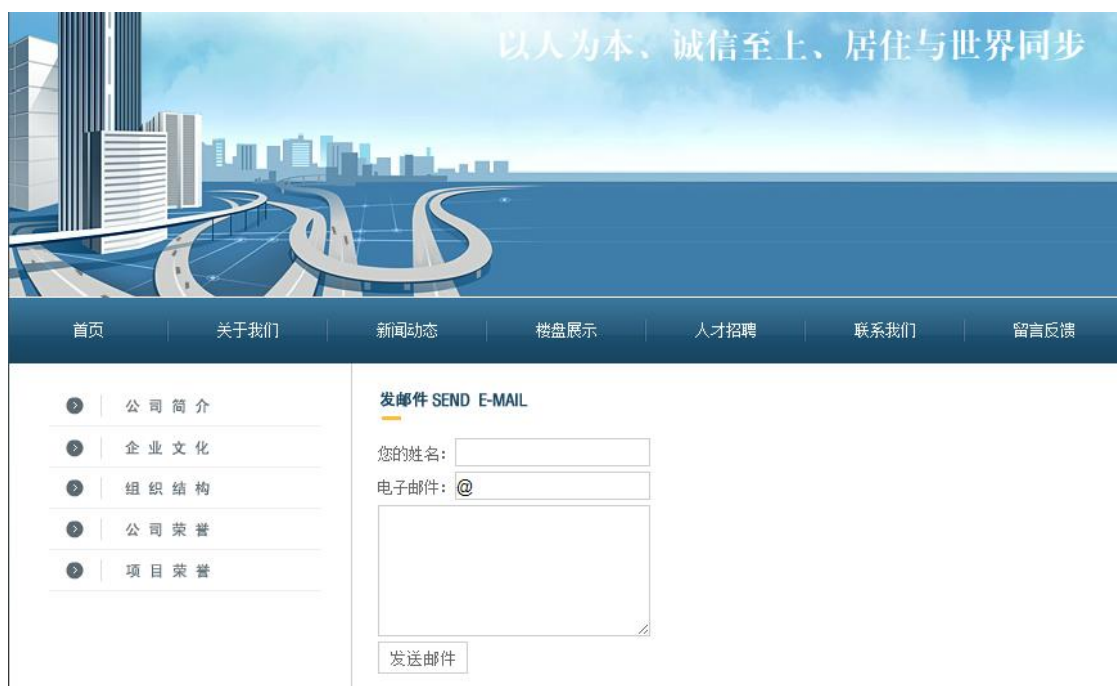 以人为本、诚信至上、居住与世界同步
首页 关于我们 新闻动态 楼盘展示 人才招聘 联系我们 留言反馈
公司简介
企业文化
组织结构
公司荣誉
项目荣誉
发邮件 SEND E-MAIL
您的姓名：
电子邮件： @
发送邮件